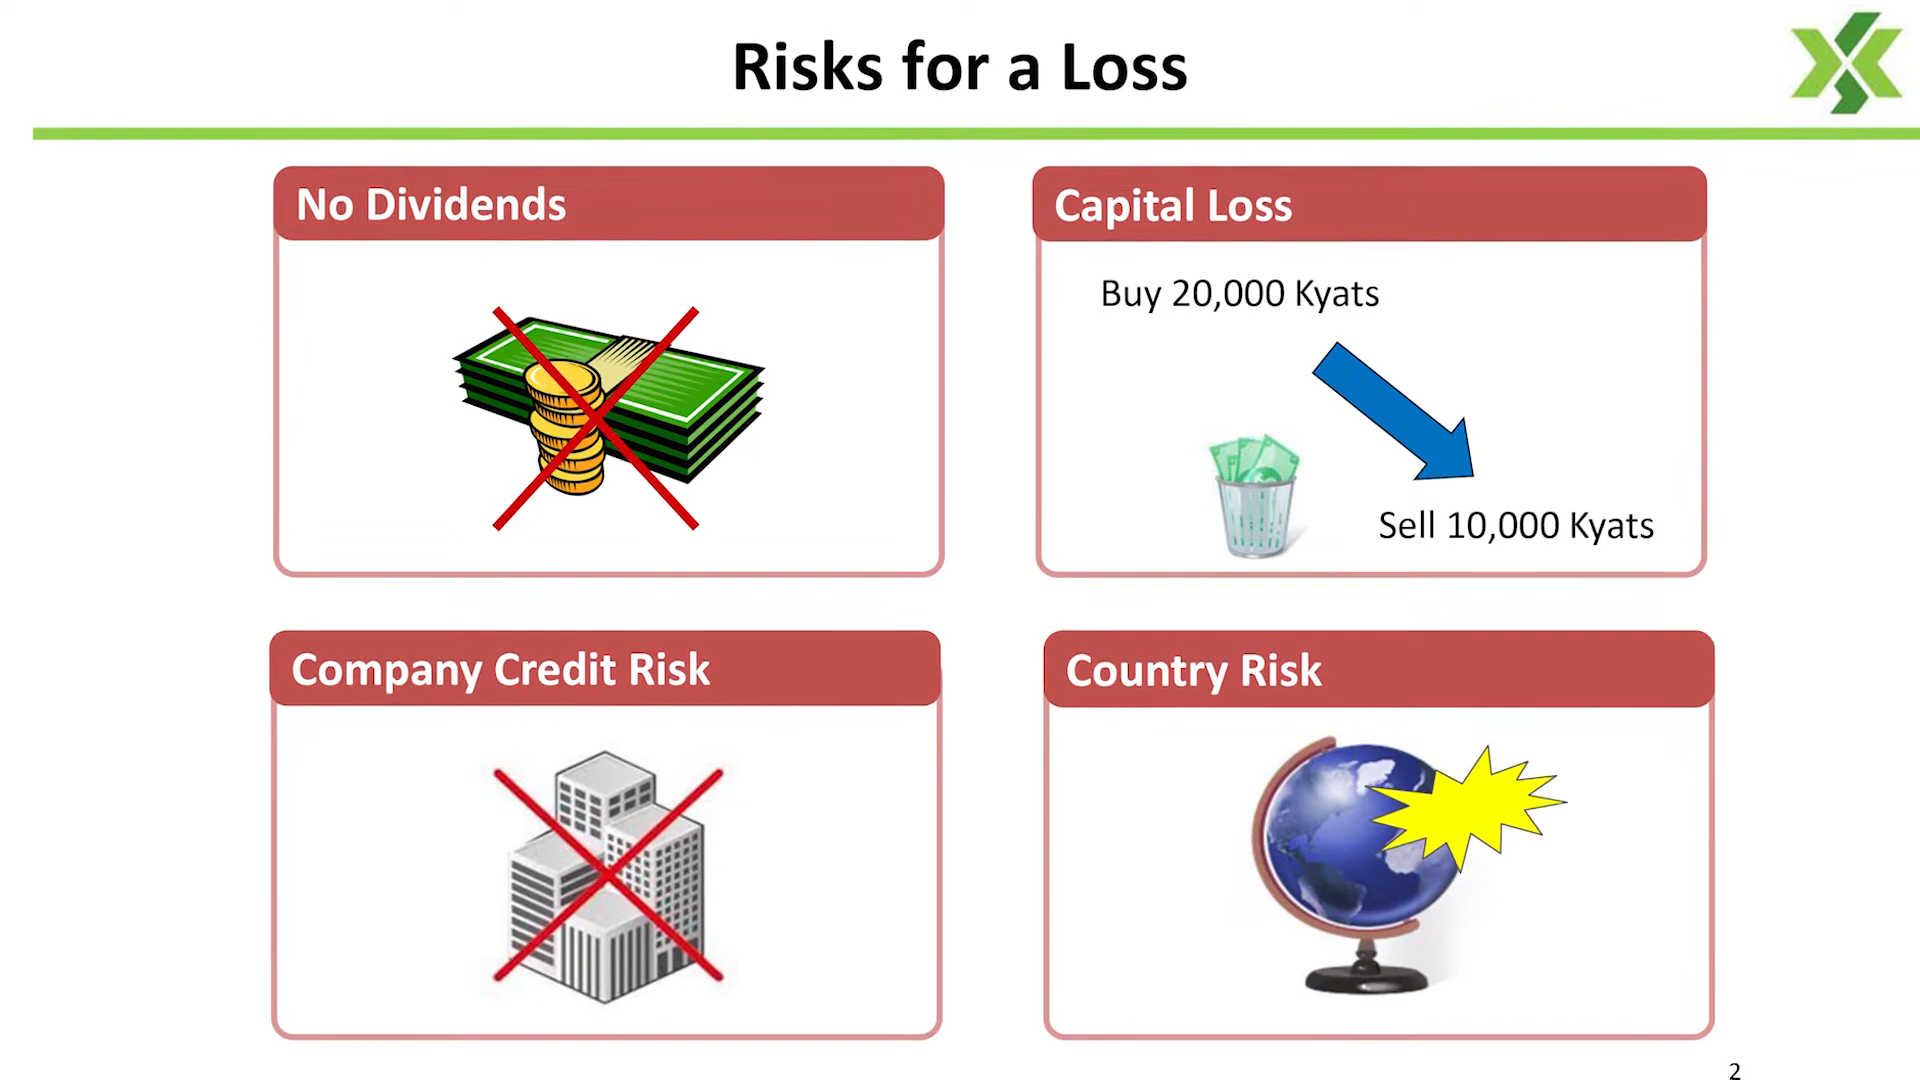 Risks for a Loss
No Dividends
Capital Loss
Buy 20,000 Kyats
Sell 10,000 Kyats
Company Credit Risk
Country Risk
2